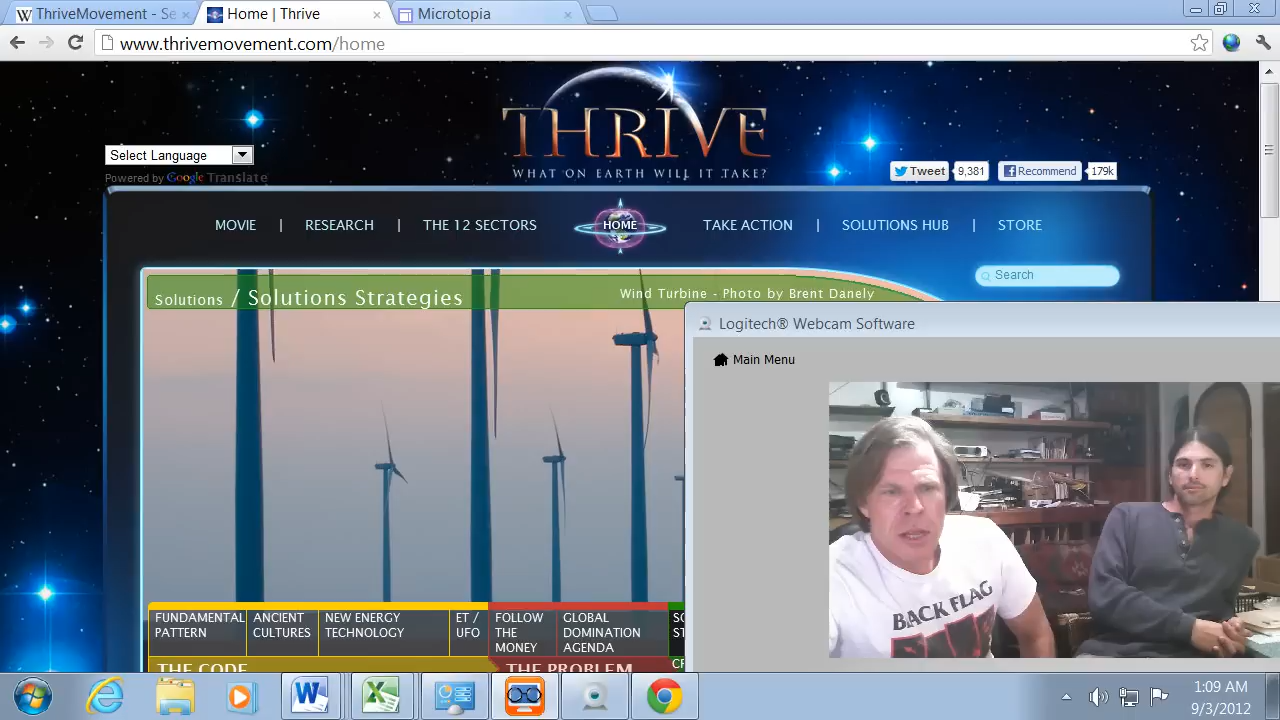 ThriveMovement - Se
Home | Thrive
Microtopia
www.thrivemovement.com/home
THRIVE
WHAT ON EARTH WILL IT TAKE?
Select Language
Powered by Google Translate
Tweet 9,381 Recommend 179k
MOVIE | RESEARCH | THE 12 SECTORS HOME TAKE ACTION | SOLUTIONS HUB | STORE
Search
Solutions / Solutions Strategies
Wind Turbine - Photo by Brent Danely
Logitech® Webcam Software
Main Menu
BACK FLAG
FUNDAMENTAL PATTERN
ANCIENT CULTURES
NEW ENERGY TECHNOLOGY
ET / UFO
FOLLOW THE MONEY
GLOBAL DOMINATION AGENDA
THE CODE
THE PROBLEM
1:09 AM
9/3/2012